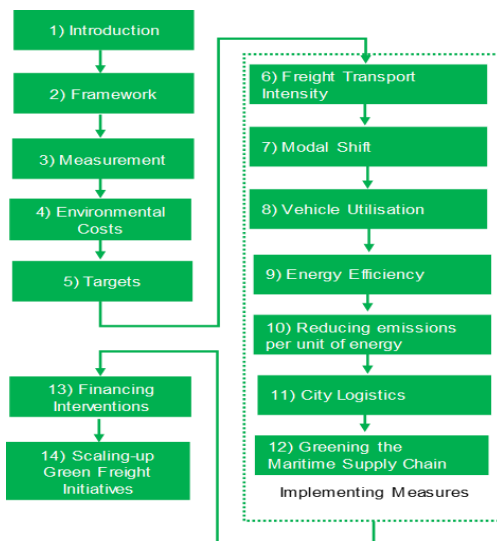 1) Introduction
2) Framework
3) Measurement
4) Environmental
Costs
5) Targets
6) Freight Transport
Intensity
7) Modal Shift
8) Vehicle Utilisation
9) Energy Efficiency
10) Reducing emissions
per unit of energy
11) City Logistics
12) Greening the
Maritime Supply Chain
Implementing Measures
13) Financing
Interventions
14) Scaling-up
Green Freight
Initiatives